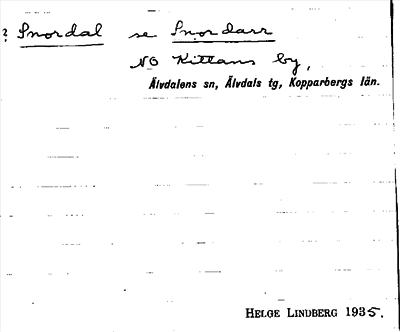 ? Snordal se Snordarr
NO Kittans by,
Älvdalens sn, Älvdals tg, Kopparbergs län.
HELGE LINDBERG 1935.